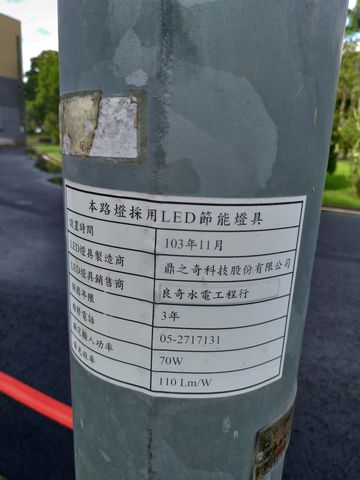 本路燈採用LED節能燈具
設置時間 103年11月
LED燈具製造商 鼎之奇科技股份有限公司
LED燈具銷售商 良奇水電工程行
保固年限 3年
維修電話 05-2717131
額定輸入功率 70W
發光效率 110 Lm/W